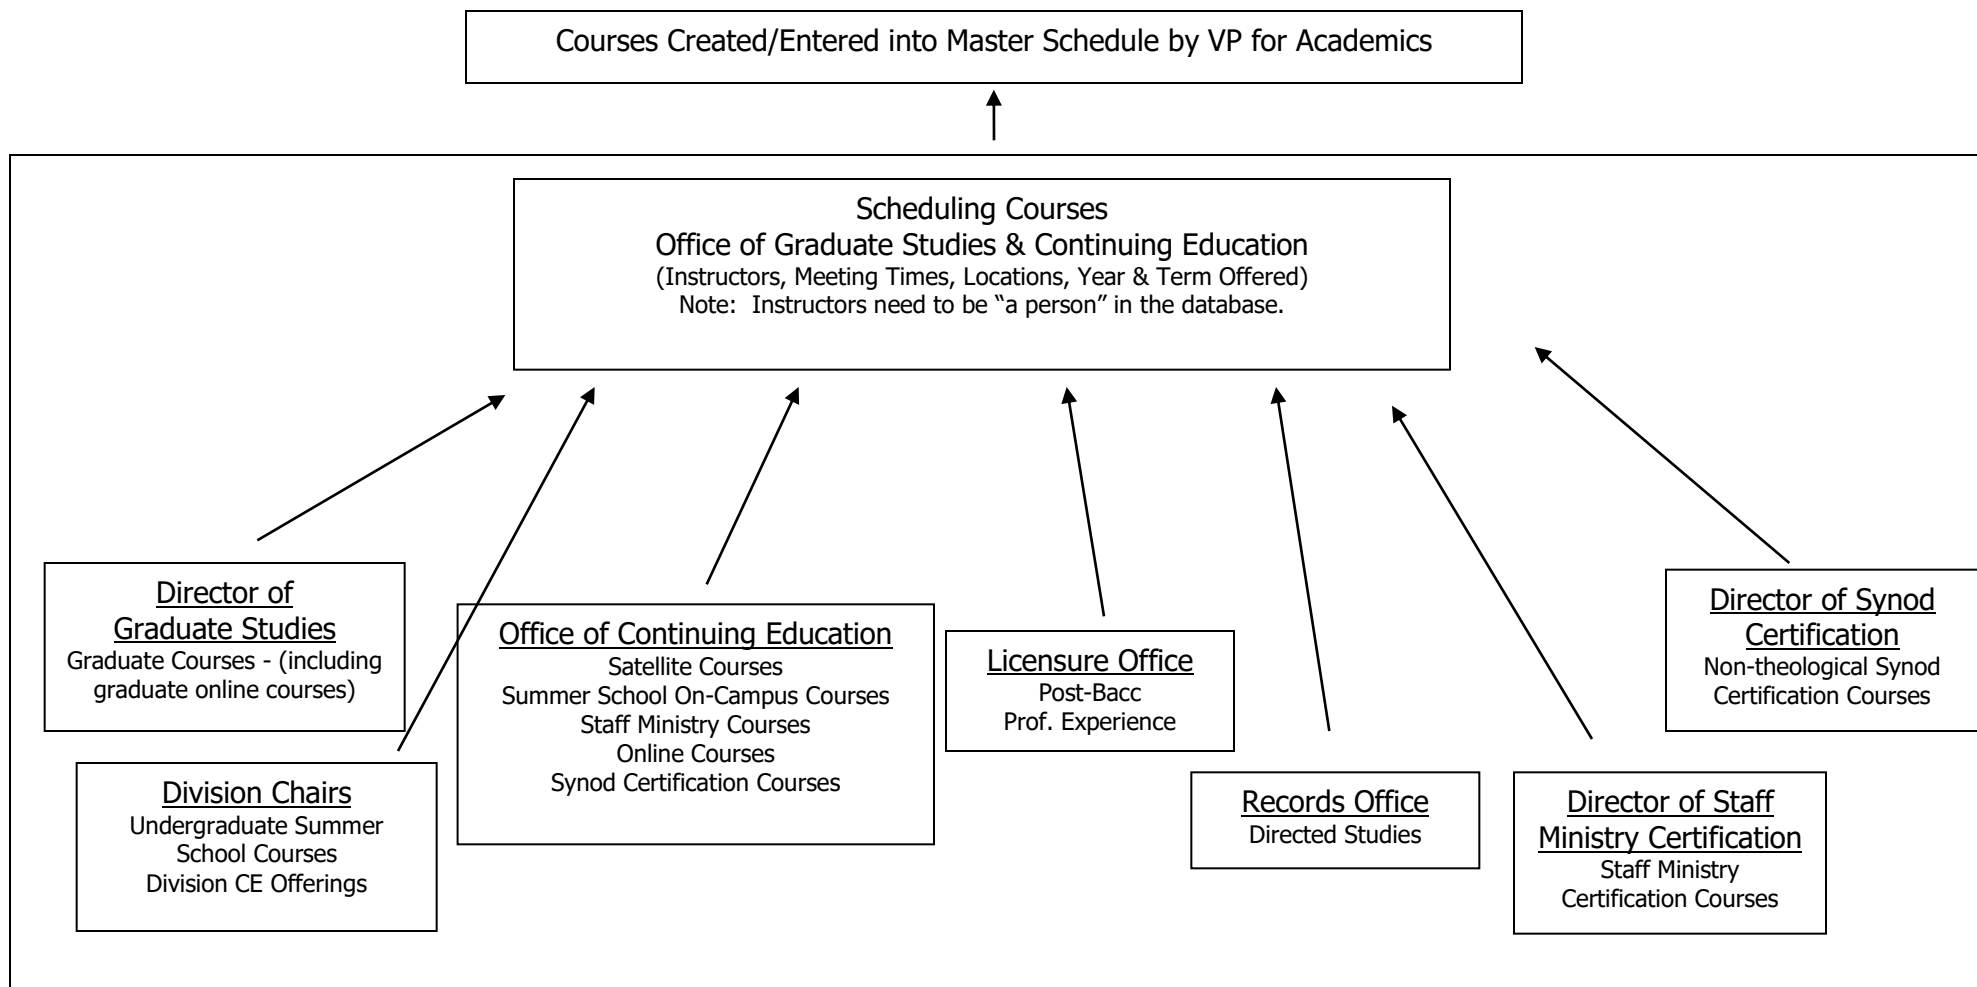 Courses Created/Entered into Master Schedule by VP for Academics
Scheduling Courses
Office of Graduate Studies & Continuing Education
(Instructors, Meeting Times, Locations, Year & Term Offered)
Note:  Instructors need to be “a person” in the database.
Director of
Graduate Studies
Graduate Courses - (including
graduate online courses)
Division Chairs
Undergraduate Summer
School Courses
Division CE Offerings
Office of Continuing Education
Satellite Courses
Summer School On-Campus Courses
Staff Ministry Courses
Online Courses
Synod Certification Courses
Licensure Office
Post-Bacc
Prof. Experience
Records Office
Directed Studies
Director of Staff
Ministry Certification
Staff Ministry
Certification Courses
Director of Synod
Certification
Non-theological Synod
Certification Courses